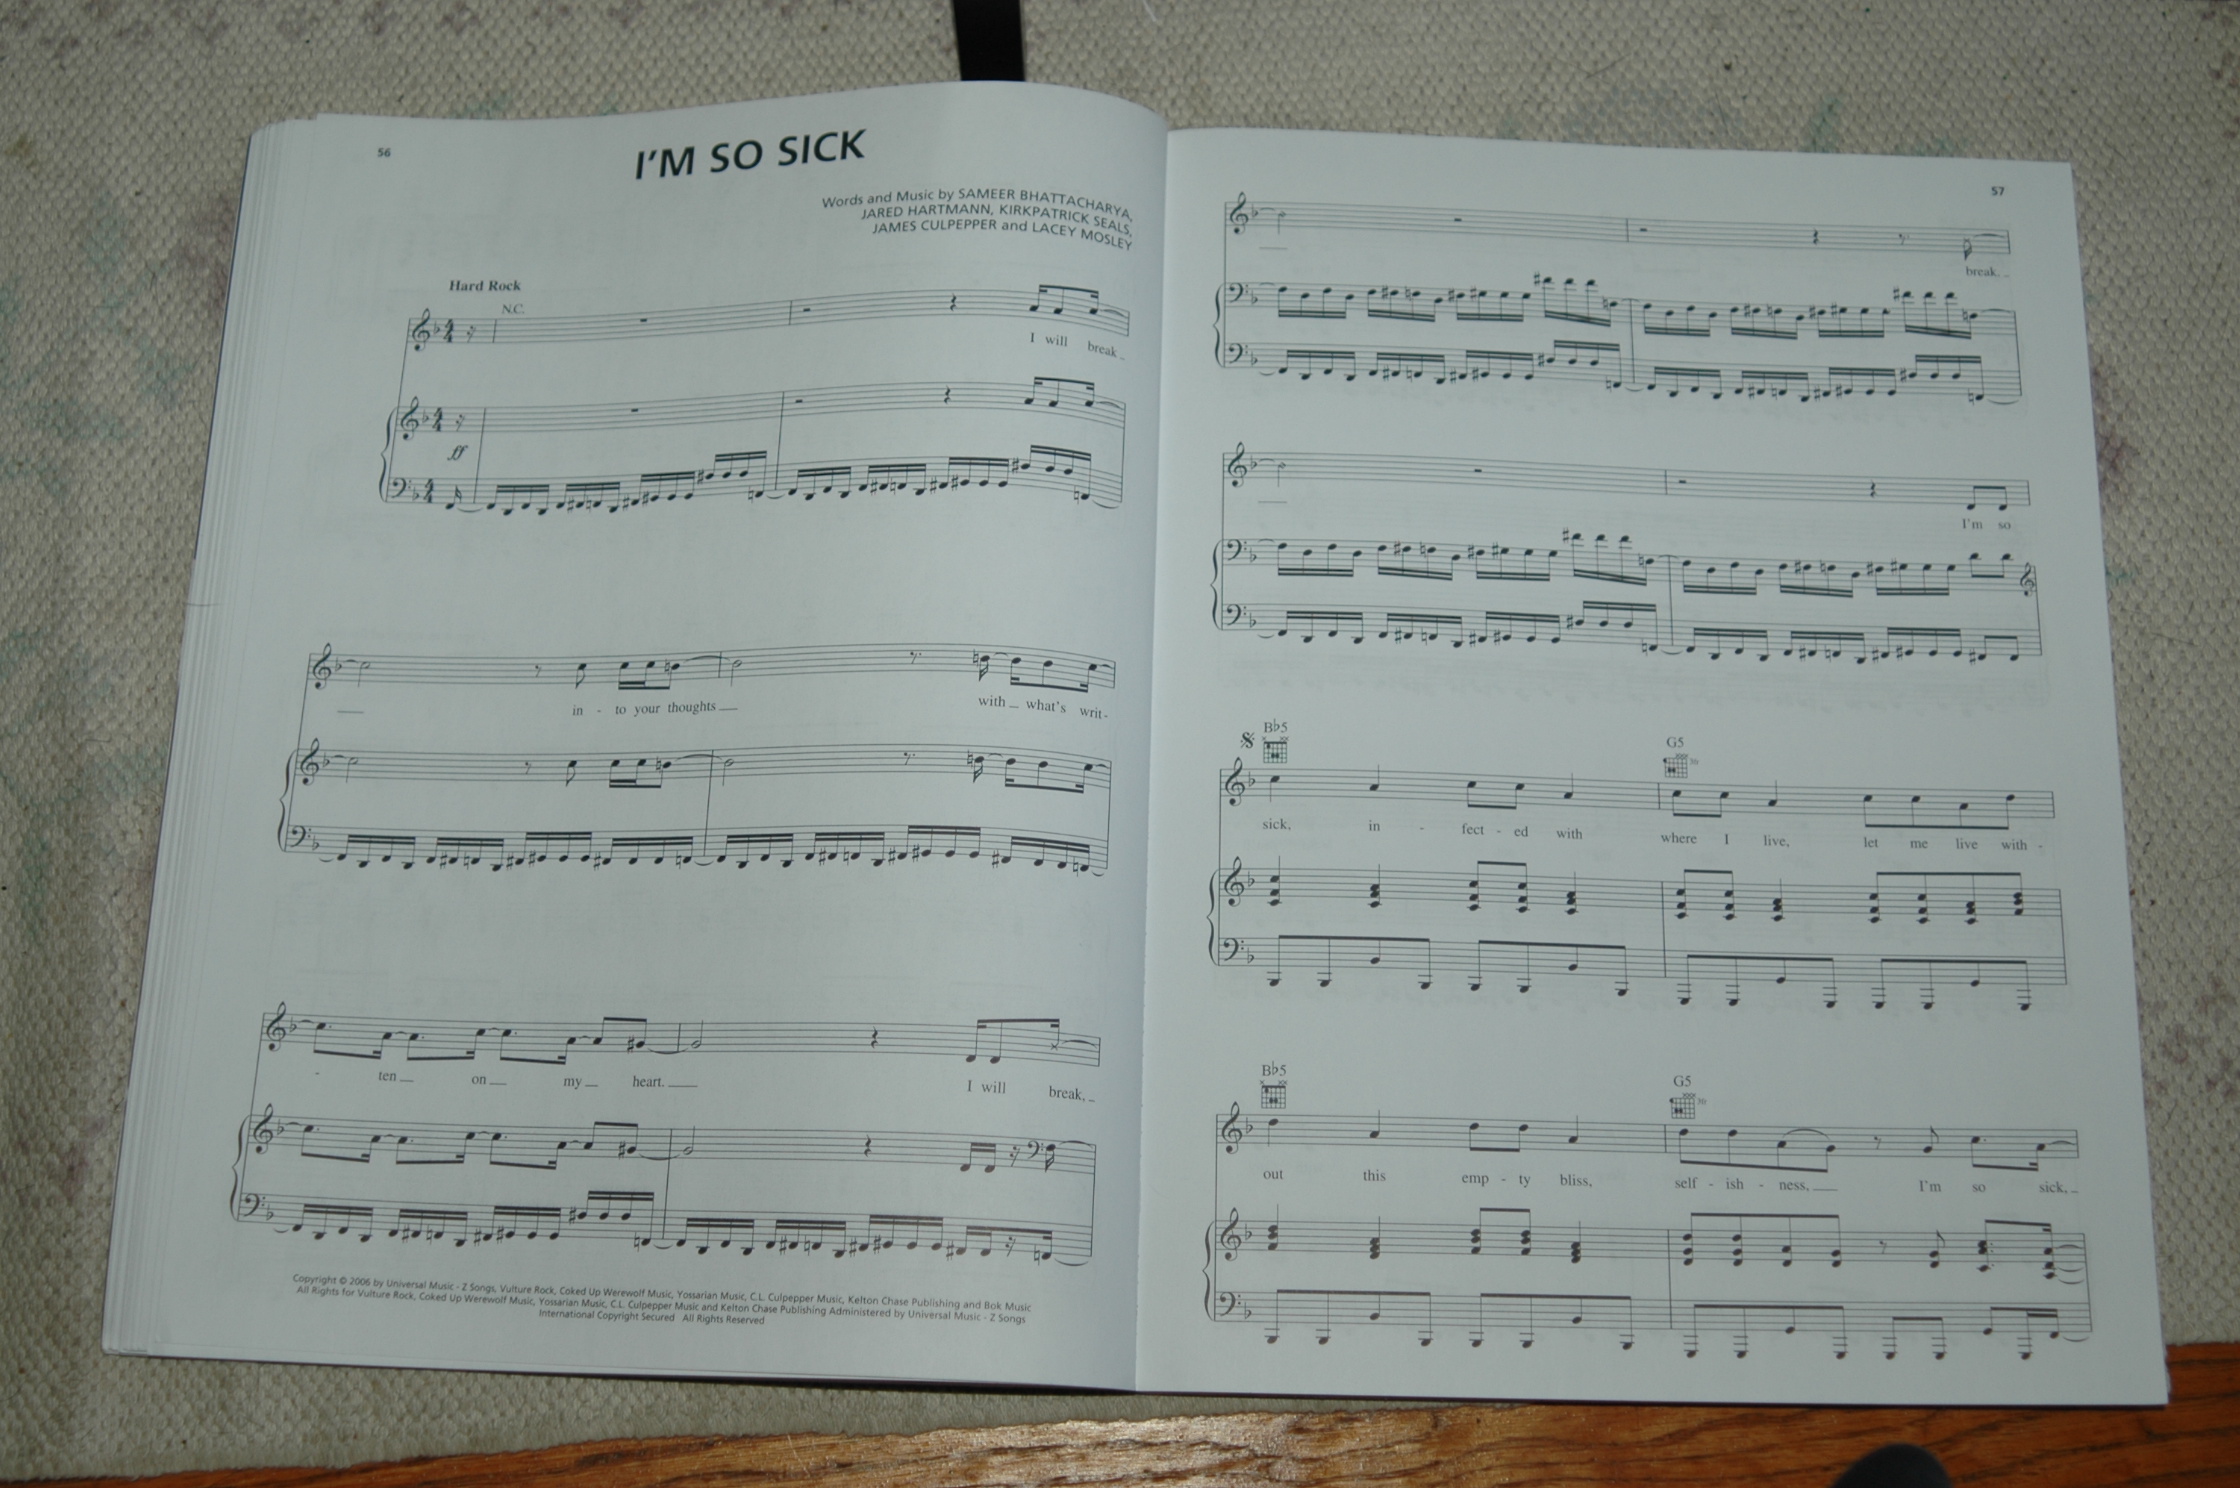 56
I'M SO SICK
Words and Music by SAMEER BHATTACHARYA,
JARED HARTMANN, KIRKPATRICK SEALS,
JAMES CULPEPPER and LACEY MOSLEY
Hard Rock
N.C.
I will break
ff
in - to your thoughts with what's writ-
- ten on my heart. I will break,
Copyright © 2006 by Universal Music - Z Songs, Vulture Rock, Coked Up Werewolf Music, Yossarian Music, C.L. Culpepper Music, Kelton Chase Publishing and Bok Music
All Rights for Vulture Rock, Coked Up Werewolf Music, Yossarian Music, C.L. Culpepper Music and Kelton Chase Publishing Administered by Universal Music - Z Songs
International Copyright Secured All Rights Reserved
57
break.
I'm so
B♭5 G5
sick, in - fect - ed with where I live, let me live with -
B♭5 G5
out this emp - ty bliss, self - ish - ness, I'm so sick,